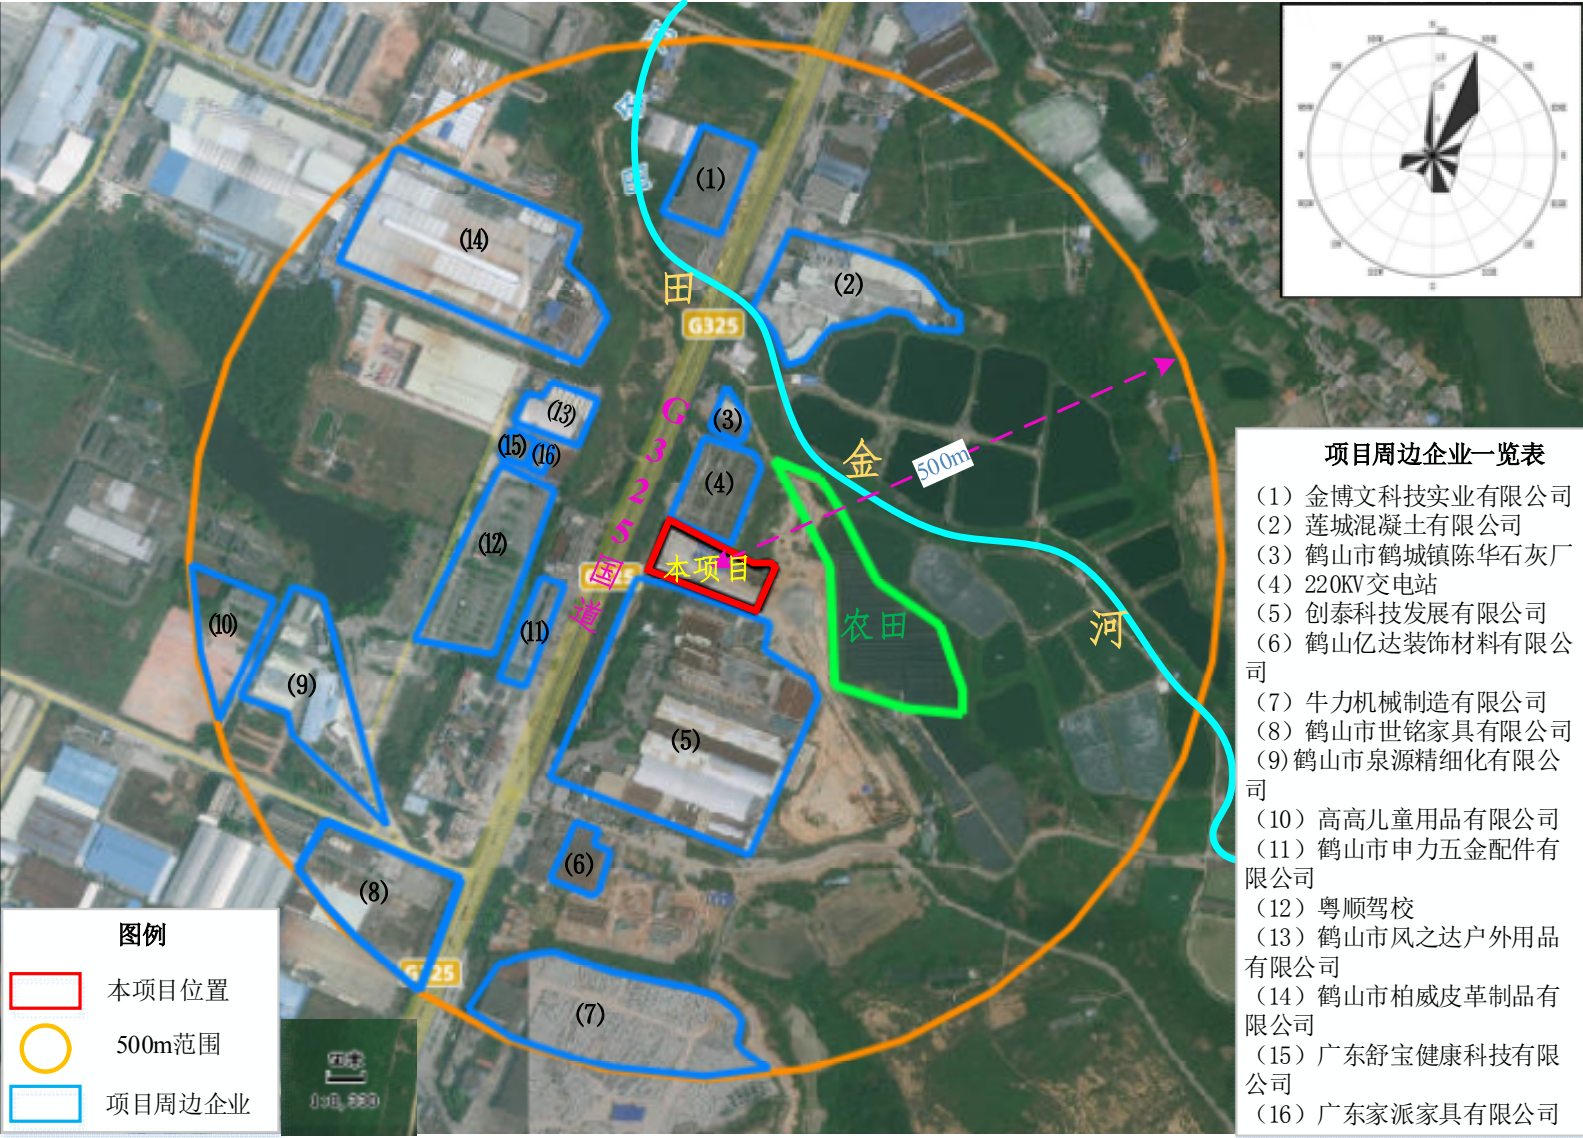 (1)
(14)
(2)
田
G325
(13)
(3)
(15)
(16)
金
500m
(4)
G325国道
(12)
本项目
(10)
(11)
农田
河
(9)
(5)
(6)
(8)
G325
(7)
项目周边企业一览表
（1）金博文科技实业有限公司
（2）莲城混凝土有限公司
（3）鹤山市鹤城镇陈华石灰厂
（4）220KV交电站
（5）创泰科技发展有限公司
（6）鹤山亿达装饰材料有限公
司
（7）牛力机械制造有限公司
（8）鹤山市世铭家具有限公司
（9)鹤山市泉源精细化有限公
司
（10）高高儿童用品有限公司
（11）鹤山市申力五金配件有
限公司
（12）粤顺驾校
（13）鹤山市风之达户外用品
有限公司
（14）鹤山市柏威皮革制品有
限公司
（15）广东舒宝健康科技有限
公司
（16）广东家派家具有限公司
图例
本项目位置
500m范围
项目周边企业